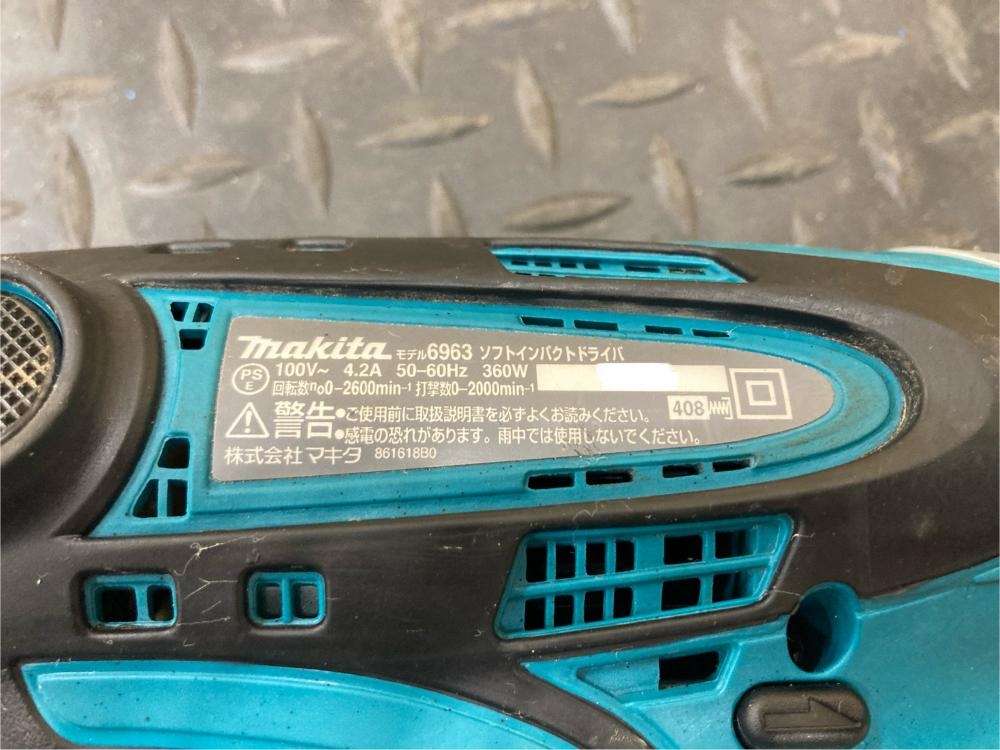 makita モデル6963 ソフトインパクトドライバ
PS E 100V~ 4.2A 50-60Hz 360W
回転数no0-2600min-1 打撃数0-2000min-1
警告 •ご使用前に取扱説明書を必ずよくお読みください。 408
•感電の恐れがあります。雨中では使用しないでください。
株式会社マキタ 861618B0